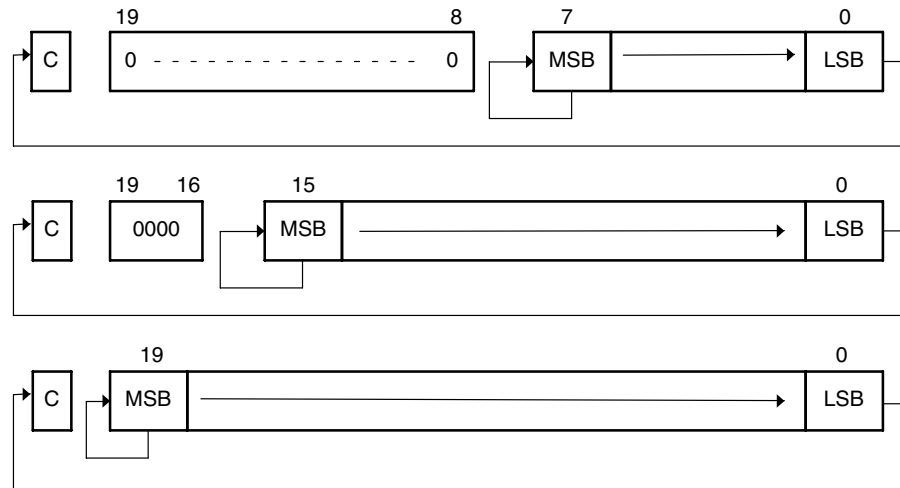 19 8 7 0
C 0 0 MSB LSB
19 16 15 0
C 0000 MSB LSB
19 0
C MSB LSB